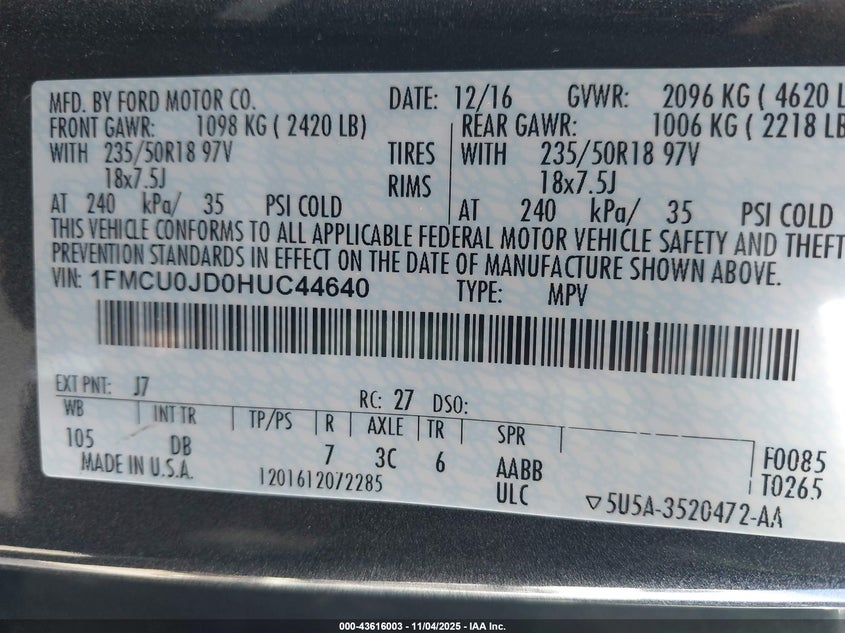 MFD. BY FORD MOTOR CO. DATE: 12/16 GVWR: 2096 KG ( 4620 L
FRONT GAWR: 1098 KG ( 2420 LB) REAR GAWR: 1006 KG ( 2218 LB
WITH 235/50R18 97V TIRES WITH 235/50R18 97V
18x7.5J RIMS 18x7.5J
AT 240 kPa/ 35 PSI COLD AT 240 kPa/ 35 PSI COLD
THIS VEHICLE CONFORMS TO ALL APPLICABLE FEDERAL MOTOR VEHICLE SAFETY AND THEFT
PREVENTION STANDARDS IN EFFECT ON THE DATE OF MANUFACTURE SHOWN ABOVE.
VIN: 1FMCU0JD0HUC44640 TYPE: MPV
EXT PNT: J7 RC: 27 DSO:
WB INT TR TP/PS R AXLE TR SPR
105 DB 7 3C 6 AABB F0085
MADE IN U.S.A. 1201612072285 ULC T0265
▽5U5A-3520472-AA
000-43616003 - 11/04/2025 - IAA Inc.